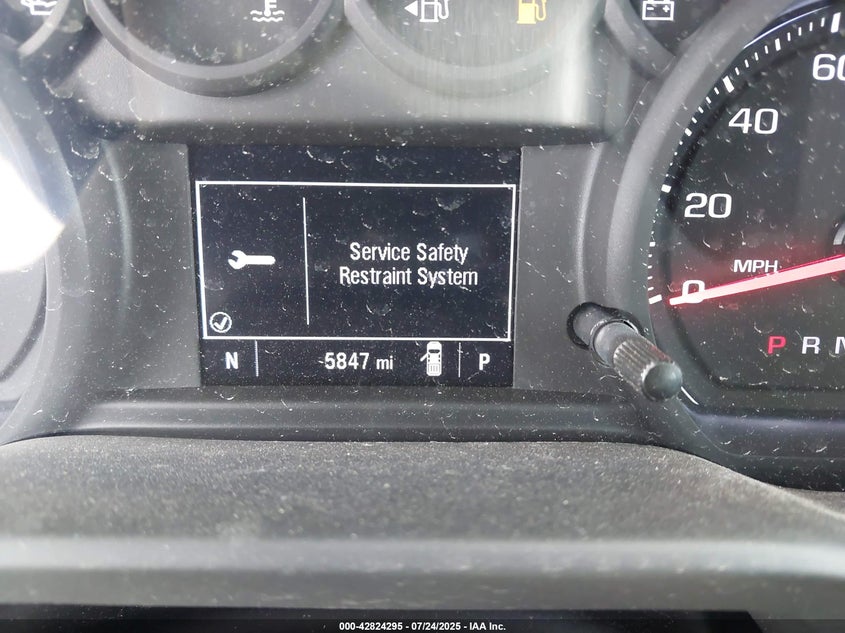 60
40
20
MPH
0
Service Safety
Restraint System
N
-5847 mi
P
P R N
000-42824295 - 07/24/2025 - IAA Inc.